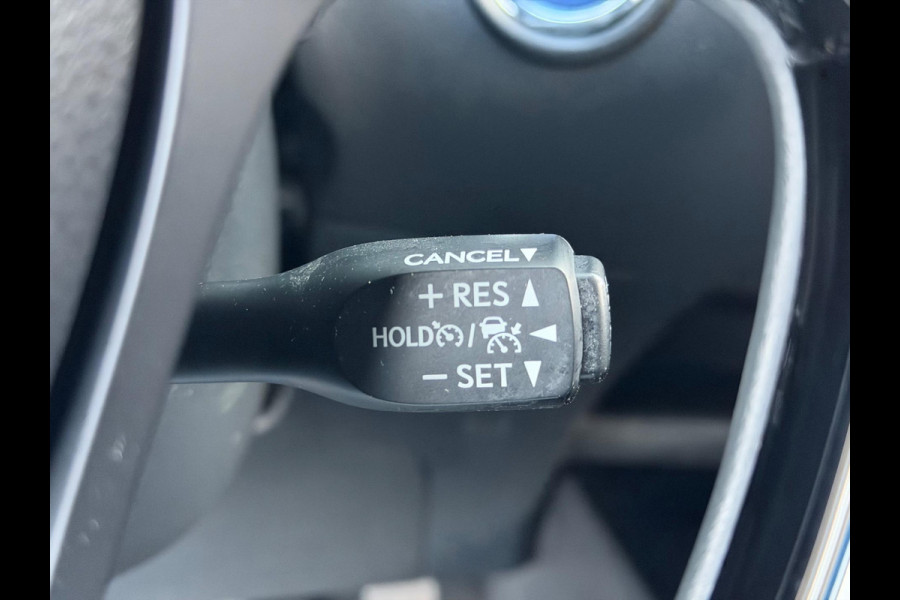 CANCEL▼
+ RES ▲
HOLD / ◀
− SET ▼